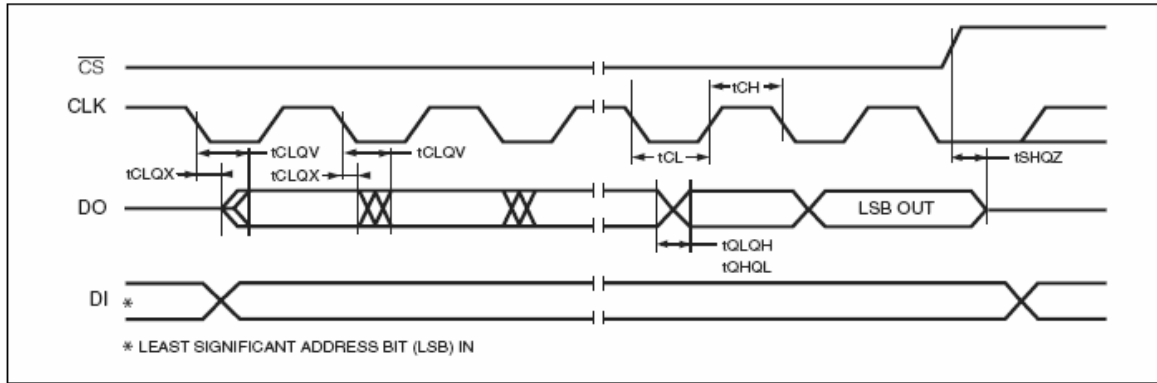 CS
CLK
tCH
tCLQV
tCLQV
tCL
tSHQZ
tCLQX
tCLQX
DO
LSB OUT
tQLQH
tQHQL
DI *
* LEAST SIGNIFICANT ADDRESS BIT (LSB) IN